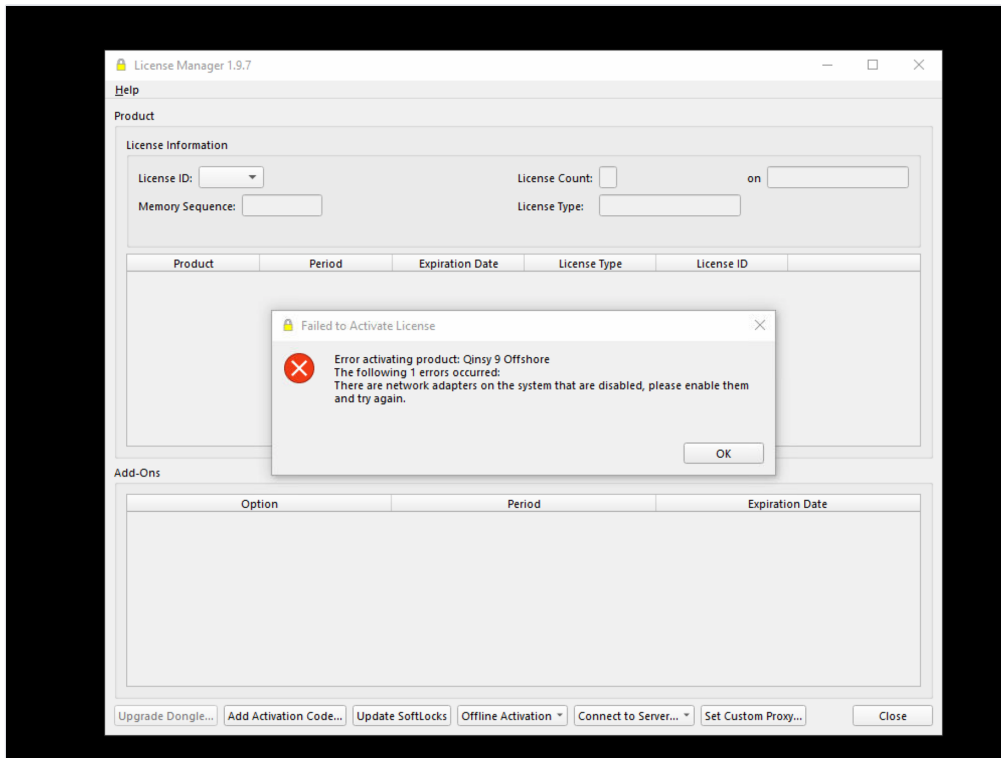 License Manager 1.9.7
Help
Product
License Information
License ID:
License Count:
on
Memory Sequence:
License Type:
Product Period Expiration Date License Type License ID
Failed to Activate License
Error activating product: Qinsy 9 Offshore
The following 1 errors occurred:
There are network adapters on the system that are disabled, please enable them
and try again.
OK
Add-Ons
Option Period Expiration Date
Upgrade Dongle... Add Activation Code... Update SoftLocks Offline Activation Connect to Server... Set Custom Proxy... Close